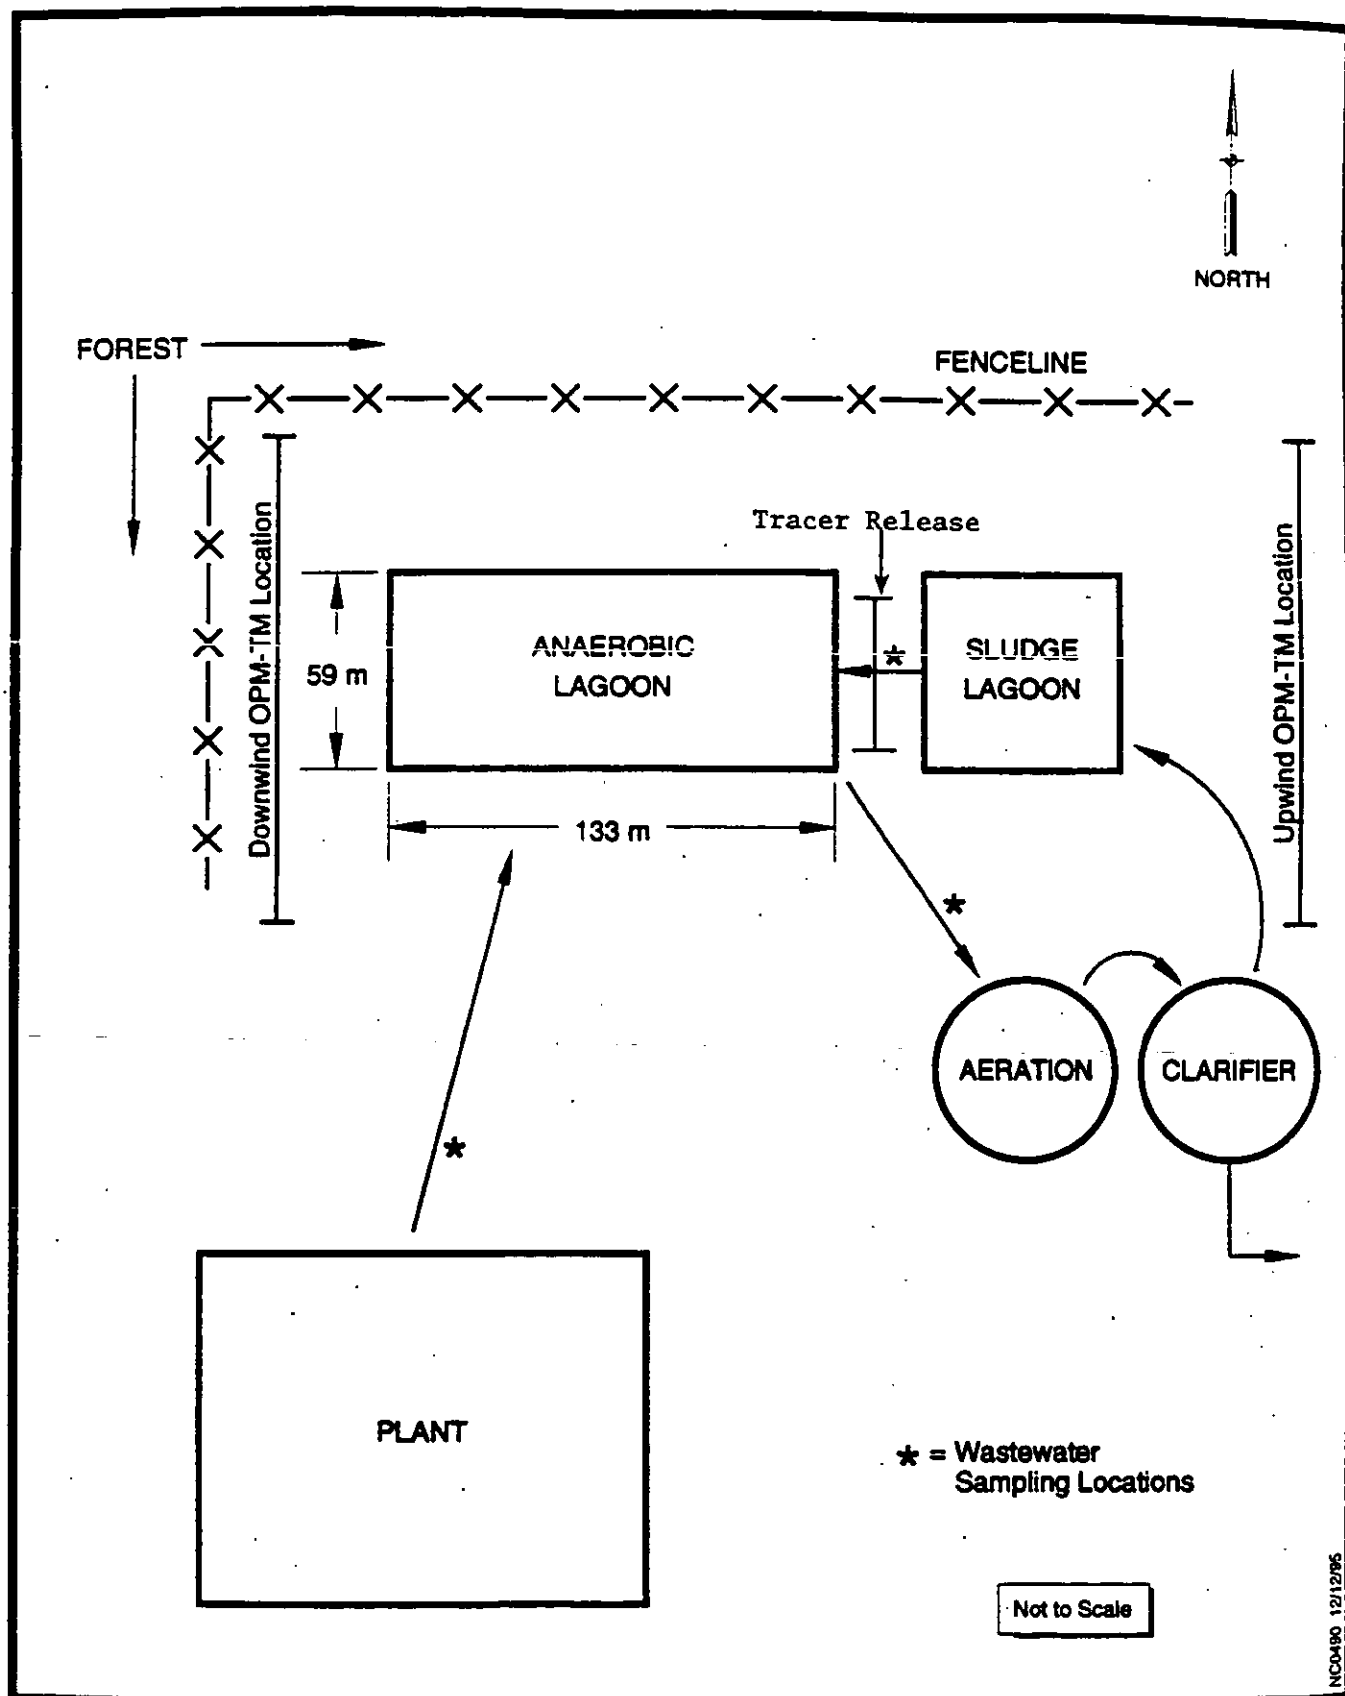 NORTH
FOREST
FENCELINE
Tracer Release
Downwind OPM-TM Location
Upwind OPM-TM Location
59 m
ANAEROBIC
LAGOON
*
SLUDGE
LAGOON
133 m
*
AERATION
CLARIFIER
*
PLANT
* = Wastewater
Sampling Locations
Not to Scale
NC0490 12/12/95